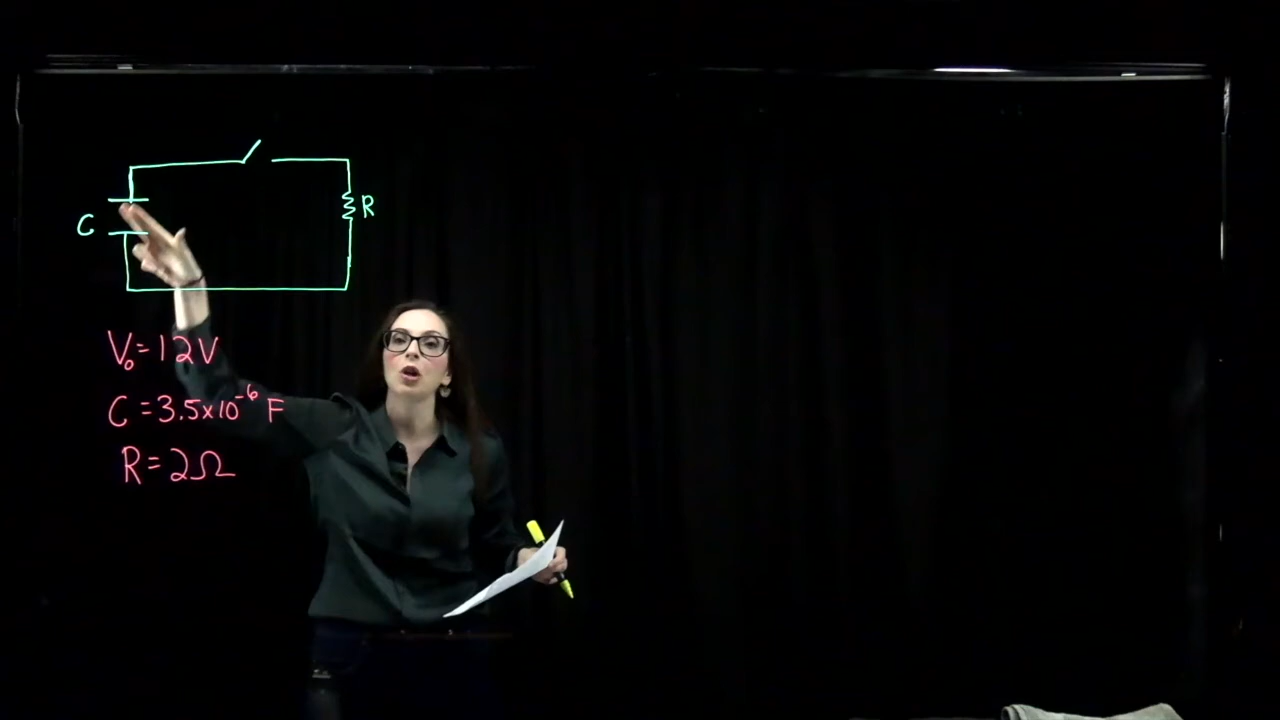 C
R
V₀=12V
C=3.5x10⁻⁶ F
R=2Ω